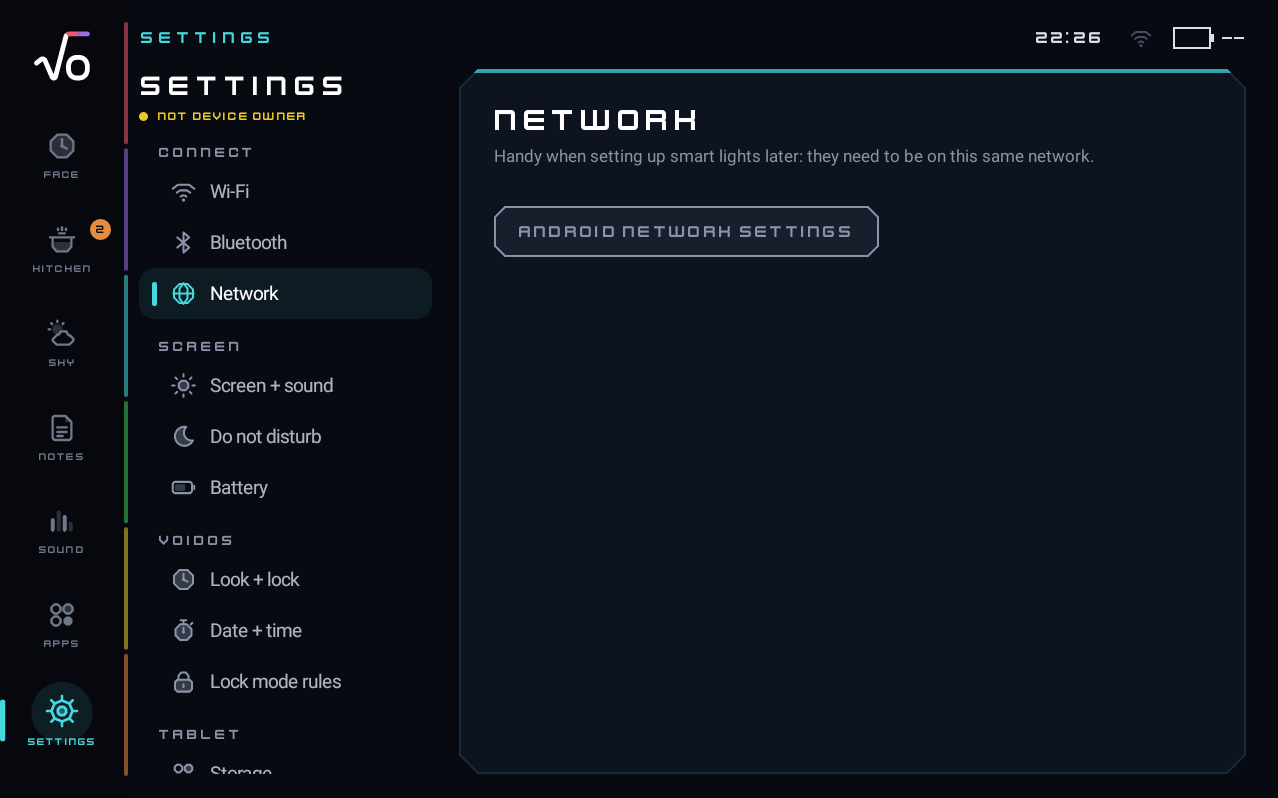 SETTINGS
22:26
--
SETTINGS
NOT DEVICE OWNER
CONNECT
Wi-Fi
Bluetooth
Network
SCREEN
Screen + sound
Do not disturb
Battery
VOIDOS
Look + lock
Date + time
Lock mode rules
TABLET
Storage
FACE
2
KITCHEN
SKY
NOTES
SOUND
APPS
SETTINGS
NETWORK
Handy when setting up smart lights later: they need to be on this same network.
ANDROID NETWORK SETTINGS